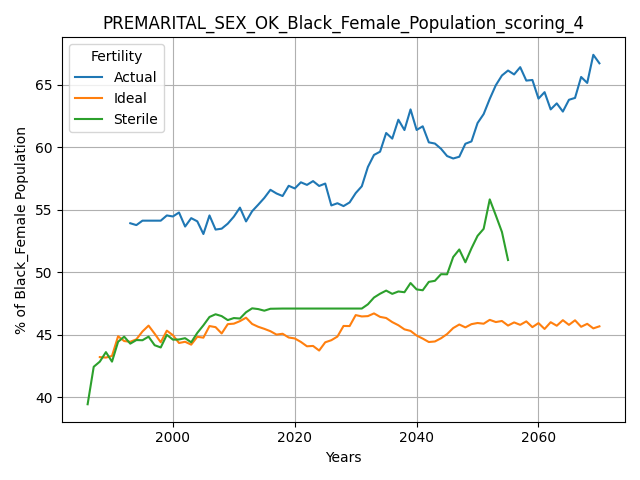 PREMARITAL_SEX_OK_Black_Female_Population_scoring_4
Fertility
Actual
Ideal
Sterile
% of Black_Female Population
65
60
55
50
45
40
2000
2020
2040
2060
Years